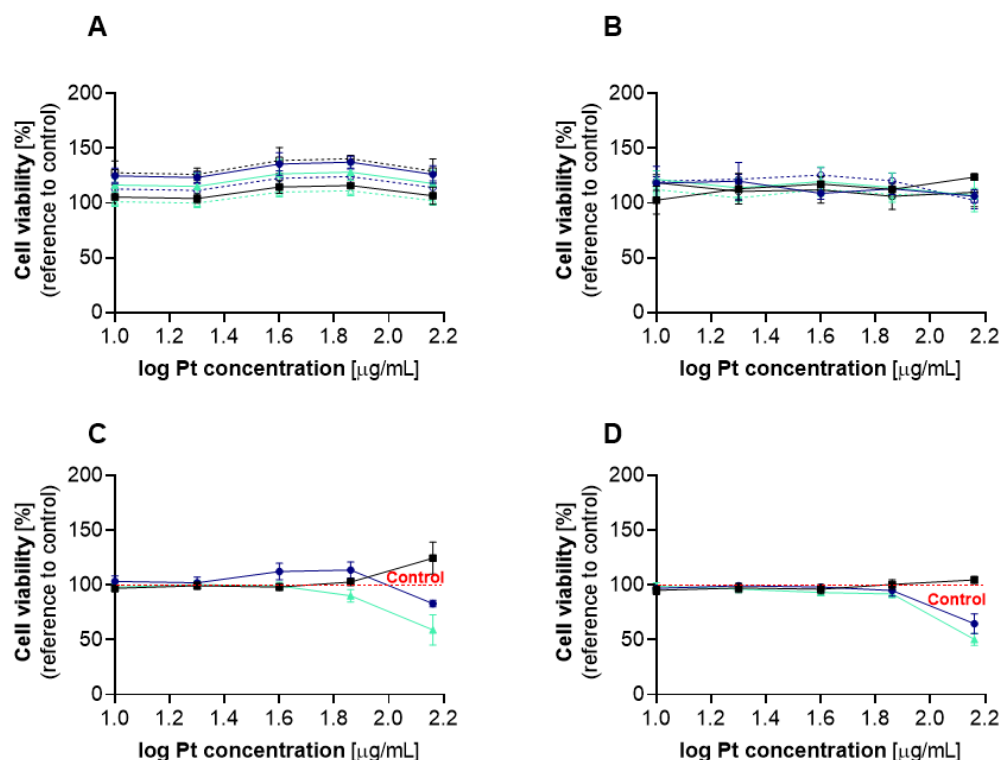 A
Cell viability [%]
(reference to control)
200
150
100
50
0
1.0 1.2 1.4 1.6 1.8 2.0 2.2
log Pt concentration [μg/mL]
B
Cell viability [%]
(reference to control)
200
150
100
50
0
1.0 1.2 1.4 1.6 1.8 2.0 2.2
log Pt concentration [μg/mL]
C
Cell viability [%]
(reference to control)
200
150
100
50
0
Control
1.0 1.2 1.4 1.6 1.8 2.0 2.2
log Pt concentration [μg/mL]
D
Cell viability [%]
(reference to control)
200
150
100
50
0
Control
1.0 1.2 1.4 1.6 1.8 2.0 2.2
log Pt concentration [μg/mL]